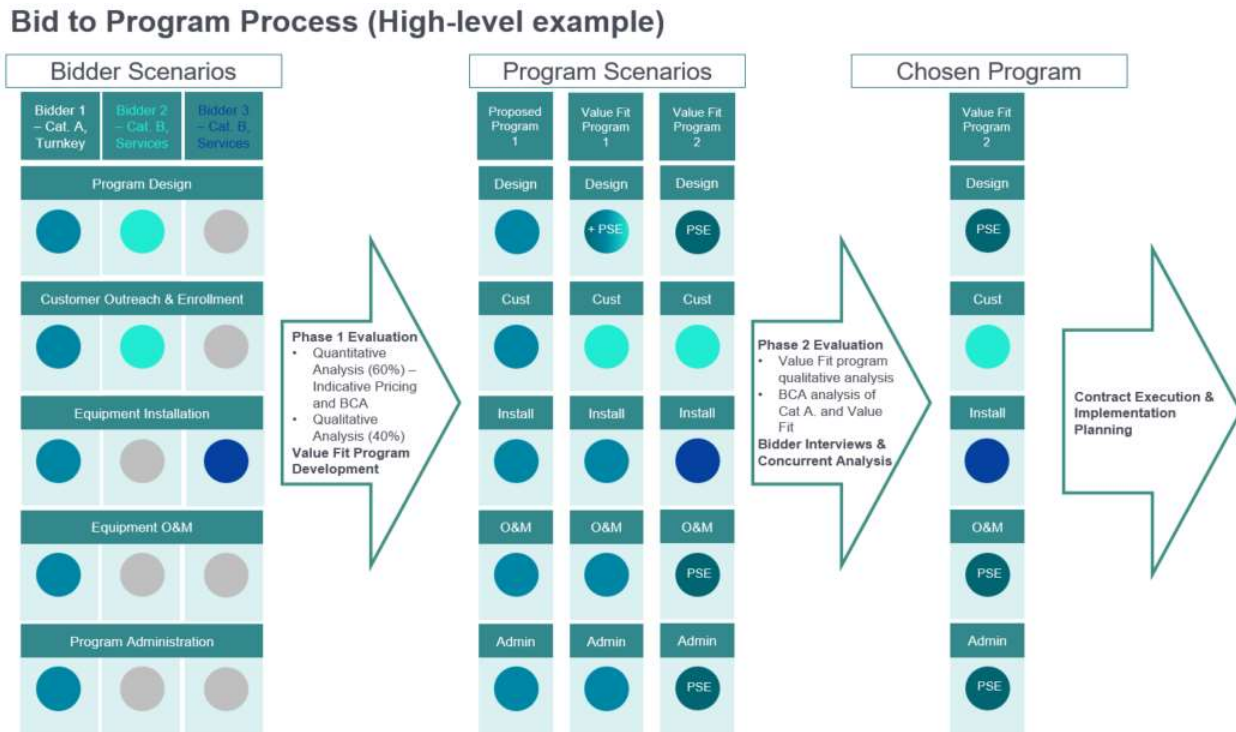 Bid to Program Process (High-level example)
Bidder Scenarios
Bidder 1
– Cat. A,
Turnkey
Bidder 2
– Cat. B,
Services
Bidder 3
– Cat. B,
Services
Program Design
Customer Outreach & Enrollment
Equipment Installation
Equipment O&M
Program Administration
Phase 1 Evaluation
• Quantitative
Analysis (60%) –
Indicative Pricing
and BCA
• Qualitative
Analysis (40%)
Value Fit Program
Development
Program Scenarios
Proposed
Program
1
Value Fit
Program
1
Value Fit
Program
2
Design
Design
Design
+ PSE
PSE
Cust
Cust
Cust
Install
Install
Install
O&M
O&M
O&M
PSE
Admin
Admin
Admin
PSE
Phase 2 Evaluation
• Value Fit program
qualitative analysis
• BCA analysis of
Cat A. and Value
Fit
Bidder Interviews &
Concurrent Analysis
Chosen Program
Value Fit
Program
2
Design
PSE
Cust
Install
O&M
PSE
Admin
PSE
Contract Execution &
Implementation
Planning